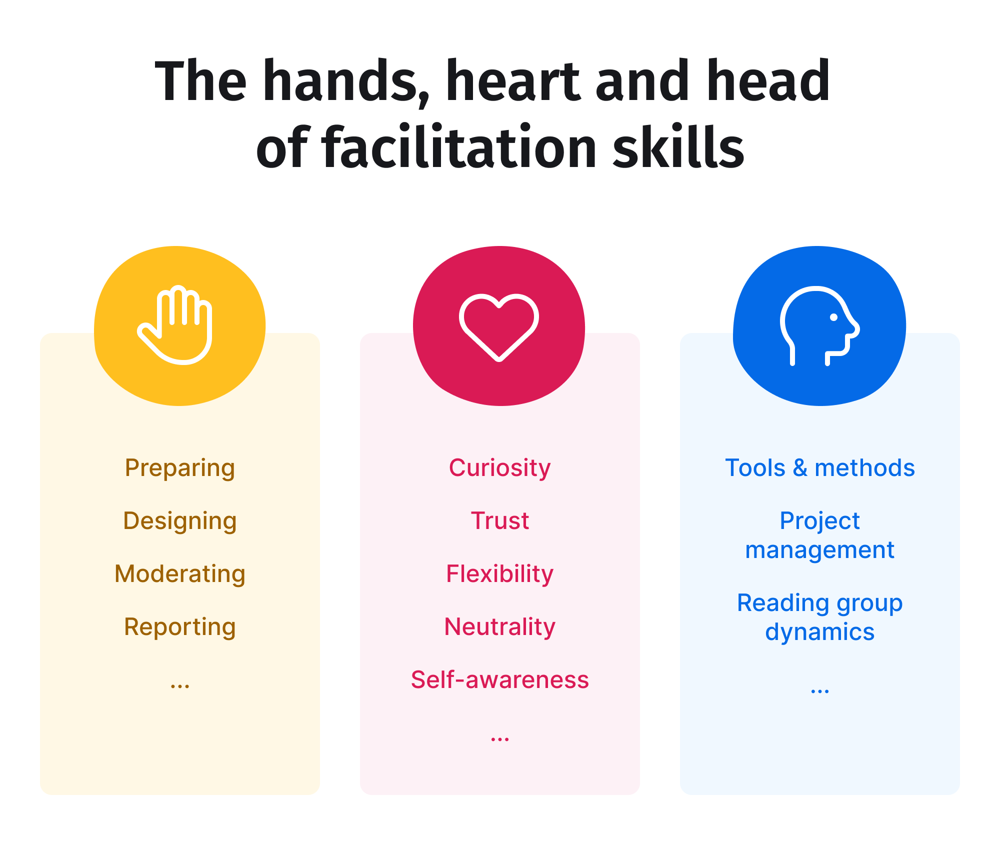 The hands, heart and head
of facilitation skills
Preparing
Designing
Moderating
Reporting
...
Curiosity
Trust
Flexibility
Neutrality
Self-awareness
...
Tools & methods
Project
management
Reading group
dynamics
...